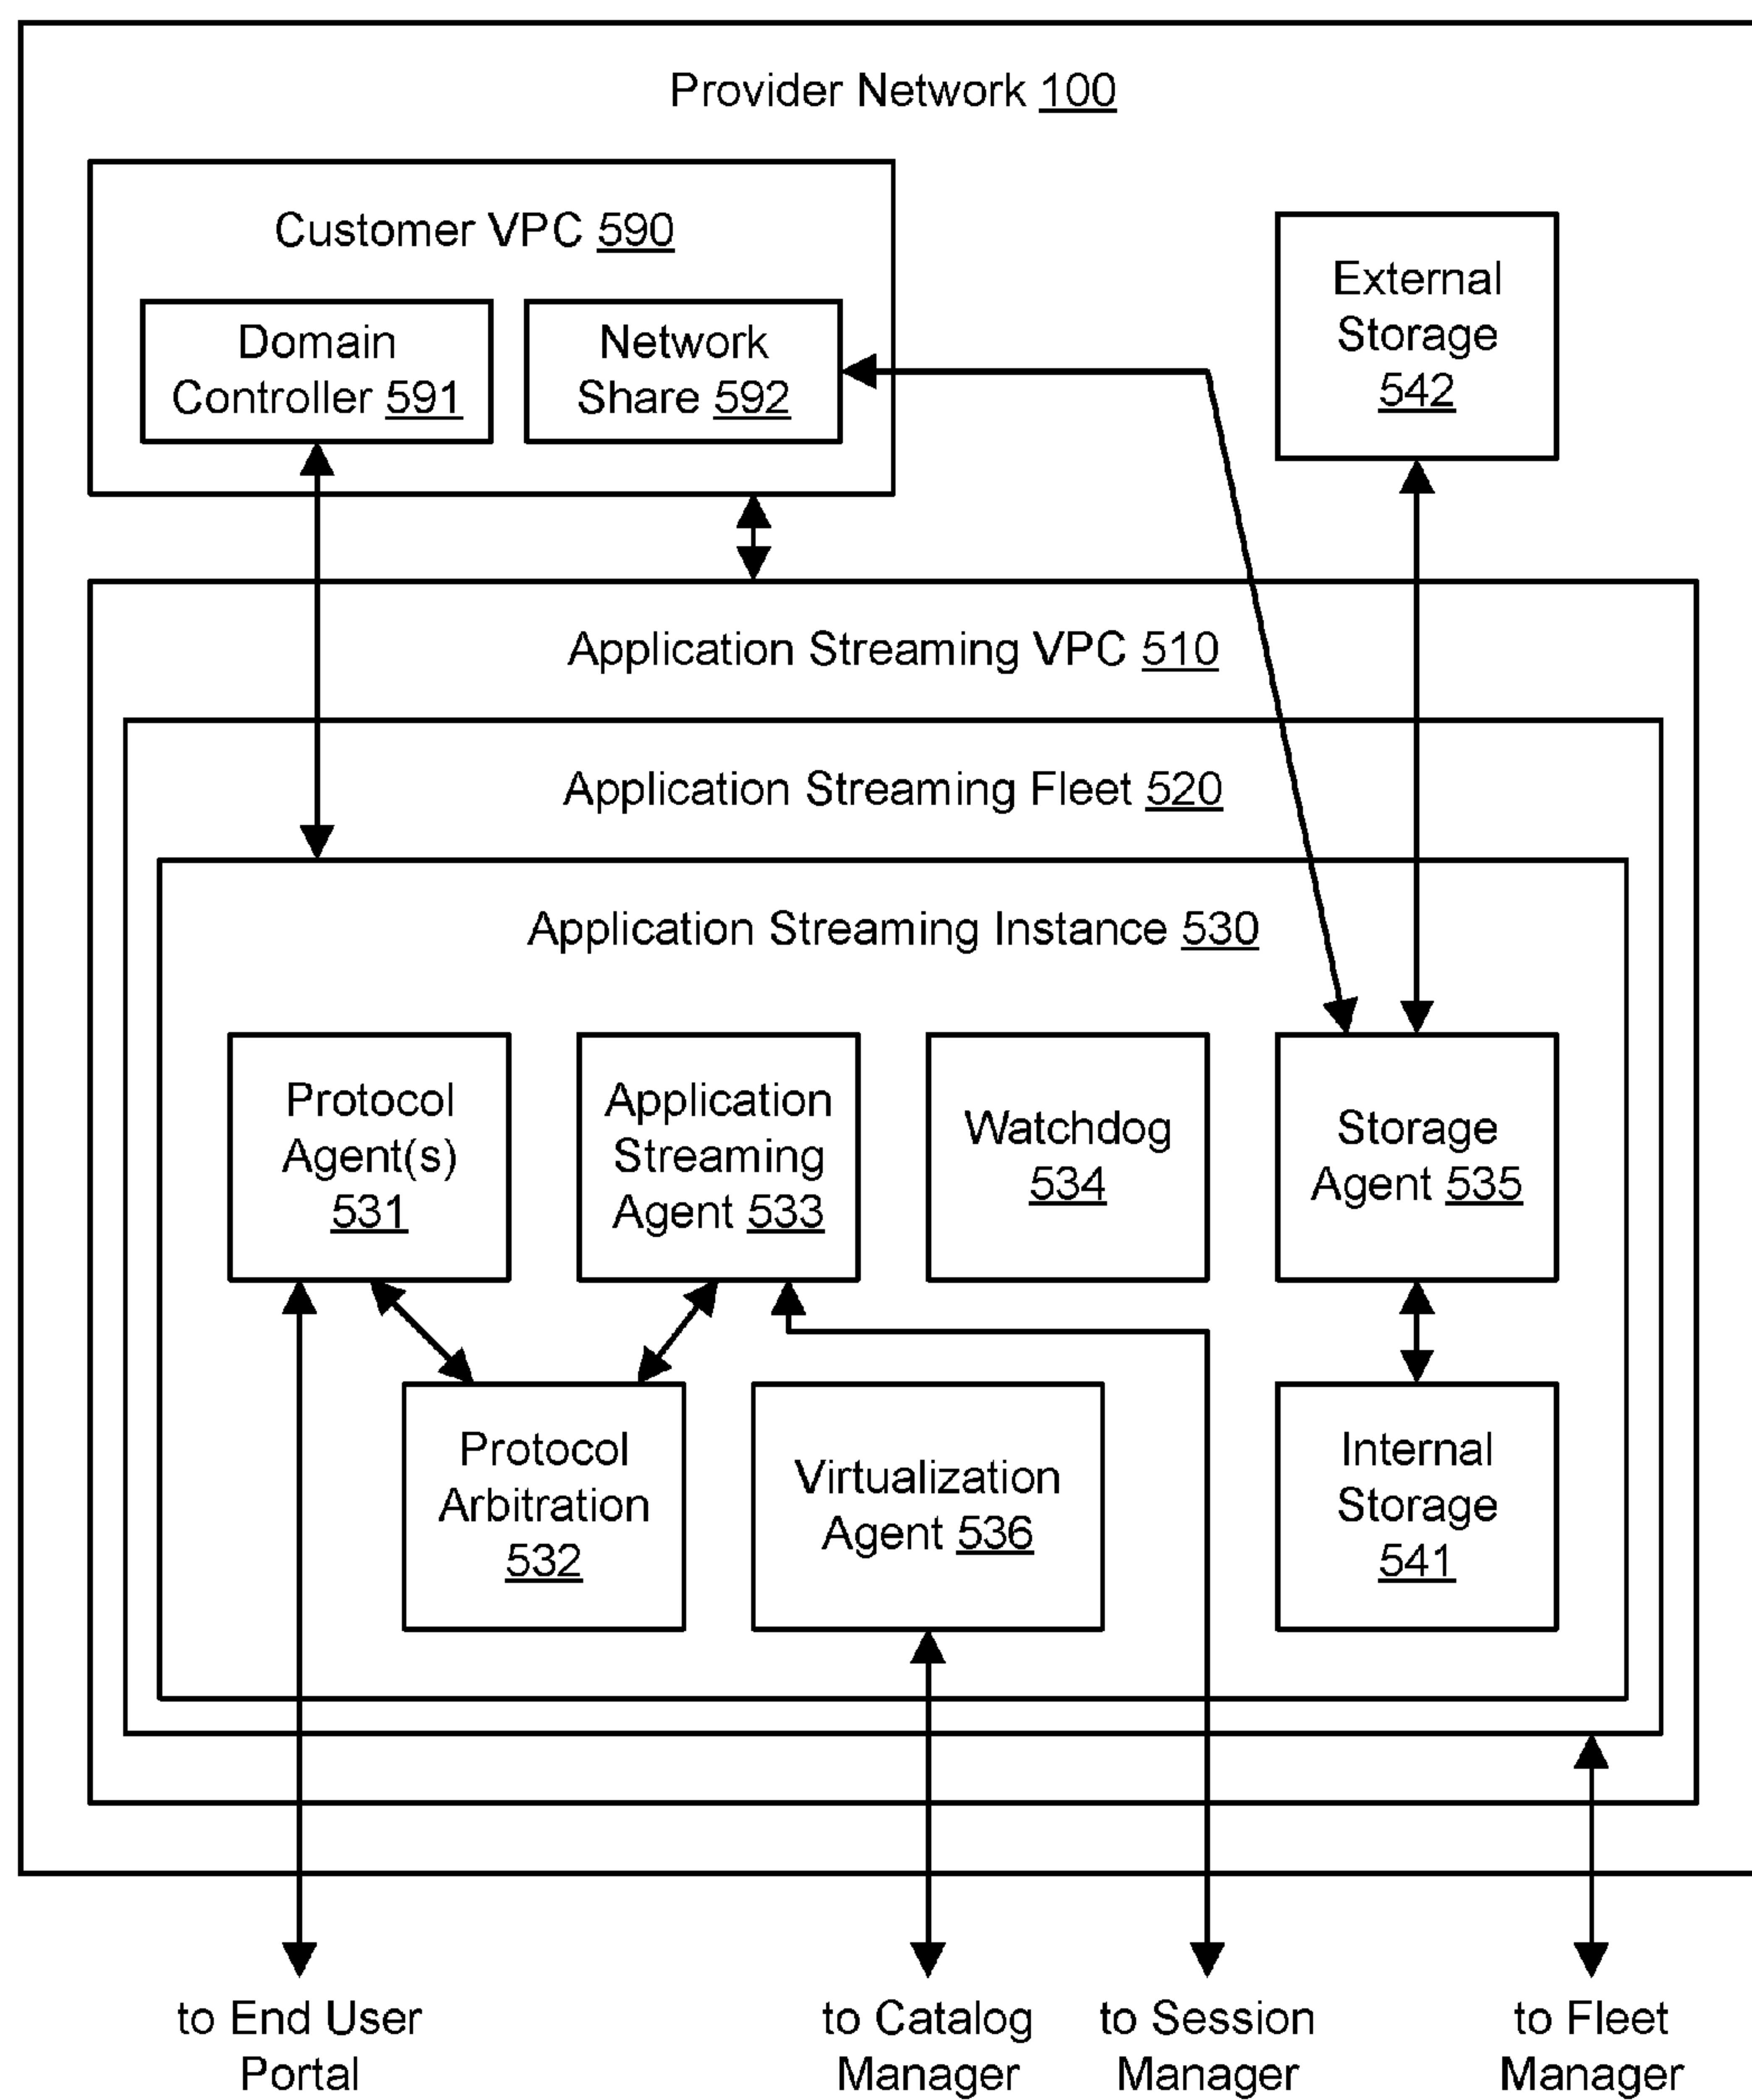 Provider Network 100
Customer VPC 590
Domain
Controller 591
Network
Share 592
External
Storage
542
Application Streaming VPC 510
Application Streaming Fleet 520
Application Streaming Instance 530
Protocol
Agent(s)
531
Application
Streaming
Agent 533
Watchdog
534
Storage
Agent 535
Protocol
Arbitration
532
Virtualization
Agent 536
Internal
Storage
541
to End User
Portal
to Catalog
Manager
to Session
Manager
to Fleet
Manager